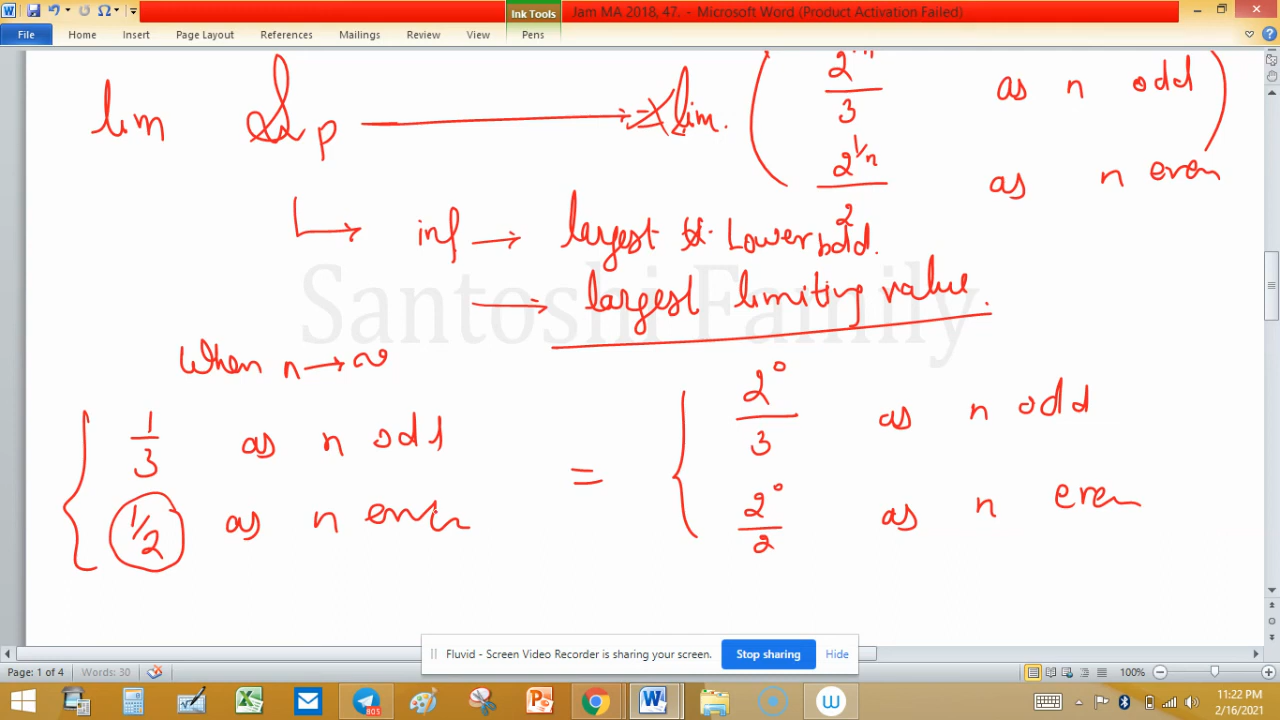 Ink Tools
Jam MA 2018, 47. - Microsoft Word (Product Activation Failed)
File Home Insert Page Layout References Mailings Review View Pens
3 as n odd
lim Sup lim.
2^1/n
2 as n even
inf → largest Lower bdd.
→ largest limiting value.
Santoshi Family
When n → ∞
1/3 as n odd
1/2 as n even
=
2^0
3 as n odd
2^0
2 as n even
Fluvid - Screen Video Recorder is sharing your screen. Stop sharing Hide
Page: 1 of 4 Words: 30 100%
805
11:22 PM
2/16/2021